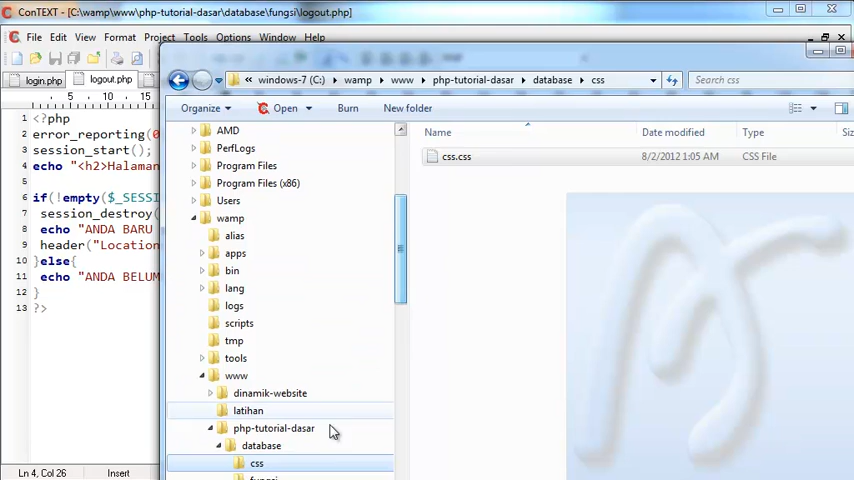 ConTEXT - [C:\wamp\www\php-tutorial-dasar\database\fungsi\logout.php]
File Edit View Format Project Tools Options Window Help
login.php logout.php
5 10 15
1 <?php
2 error_reporting(0
3 session_start();
4 echo "<h2>Halaman
5
6 if(!empty($_SESSI
7 session_destroy(
8 echo "ANDA BARU
9 header("Location
10 }else{
11 echo "ANDA BELUM
12 }
13 ?>
Ln 4, Col 26 Insert
« windows-7 (C:) wamp www php-tutorial-dasar database css
Search css
Organize Open Burn New folder
AMD
PerfLogs
Program Files
Program Files (x86)
Users
wamp
alias
apps
bin
lang
logs
scripts
tmp
tools
www
dinamik-website
latihan
php-tutorial-dasar
database
css
fungsi
Name Date modified Type Size
css.css 8/2/2012 1:05 AM CSS File